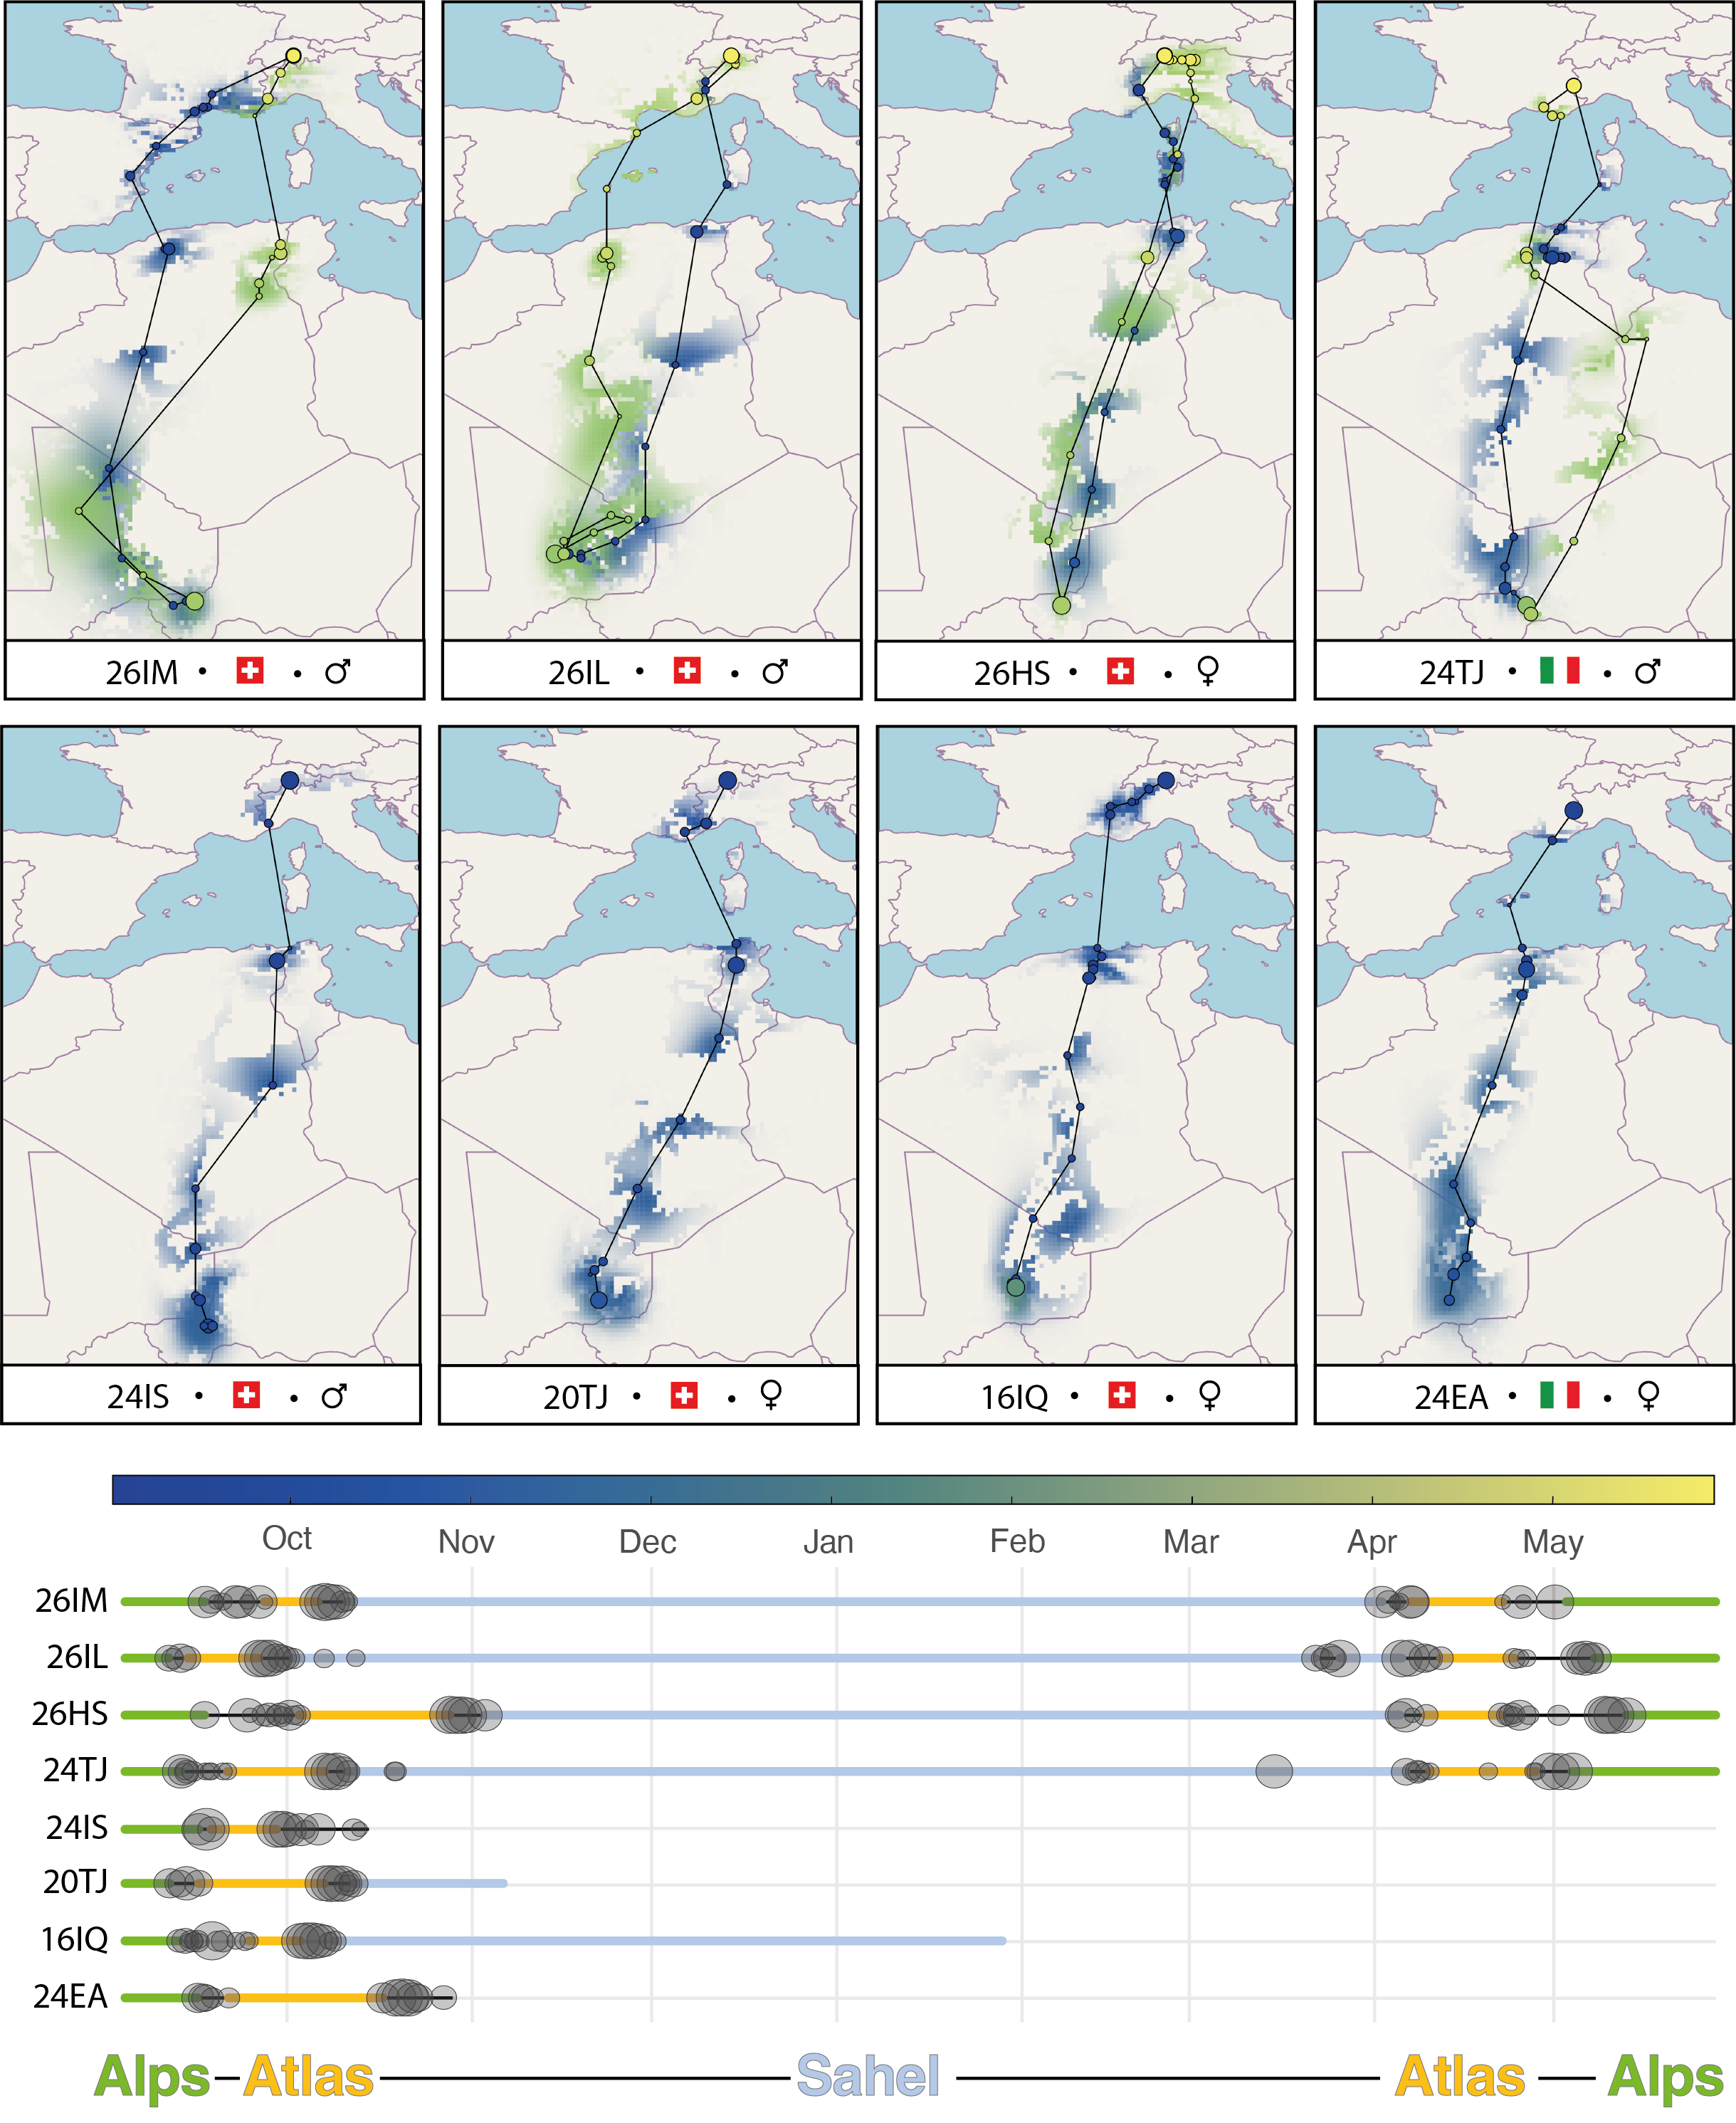 26IM • • ♂
26IL • • ♂
26HS • • ♀
24TJ • • ♂
24IS • • ♂
20TJ • • ♀
16IQ • • ♀
24EA • • ♀
Oct Nov Dec Jan Feb Mar Apr May
26IM
26IL
26HS
24TJ
24IS
20TJ
16IQ
24EA
Alps Atlas Sahel Atlas Alps